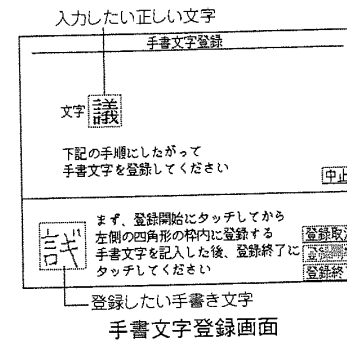 入力したい正しい文字
手書文字登録
文字 議
下記の手順にしたがって
手書文字を登録してください
中止
まず、登録開始にタッチしてから
左側の四角形の枠内に登録する
手書文字を記入した後、登録終了に
タッチしてください
登録取
登録開
登録終
登録したい手書き文字
手書文字登録画面